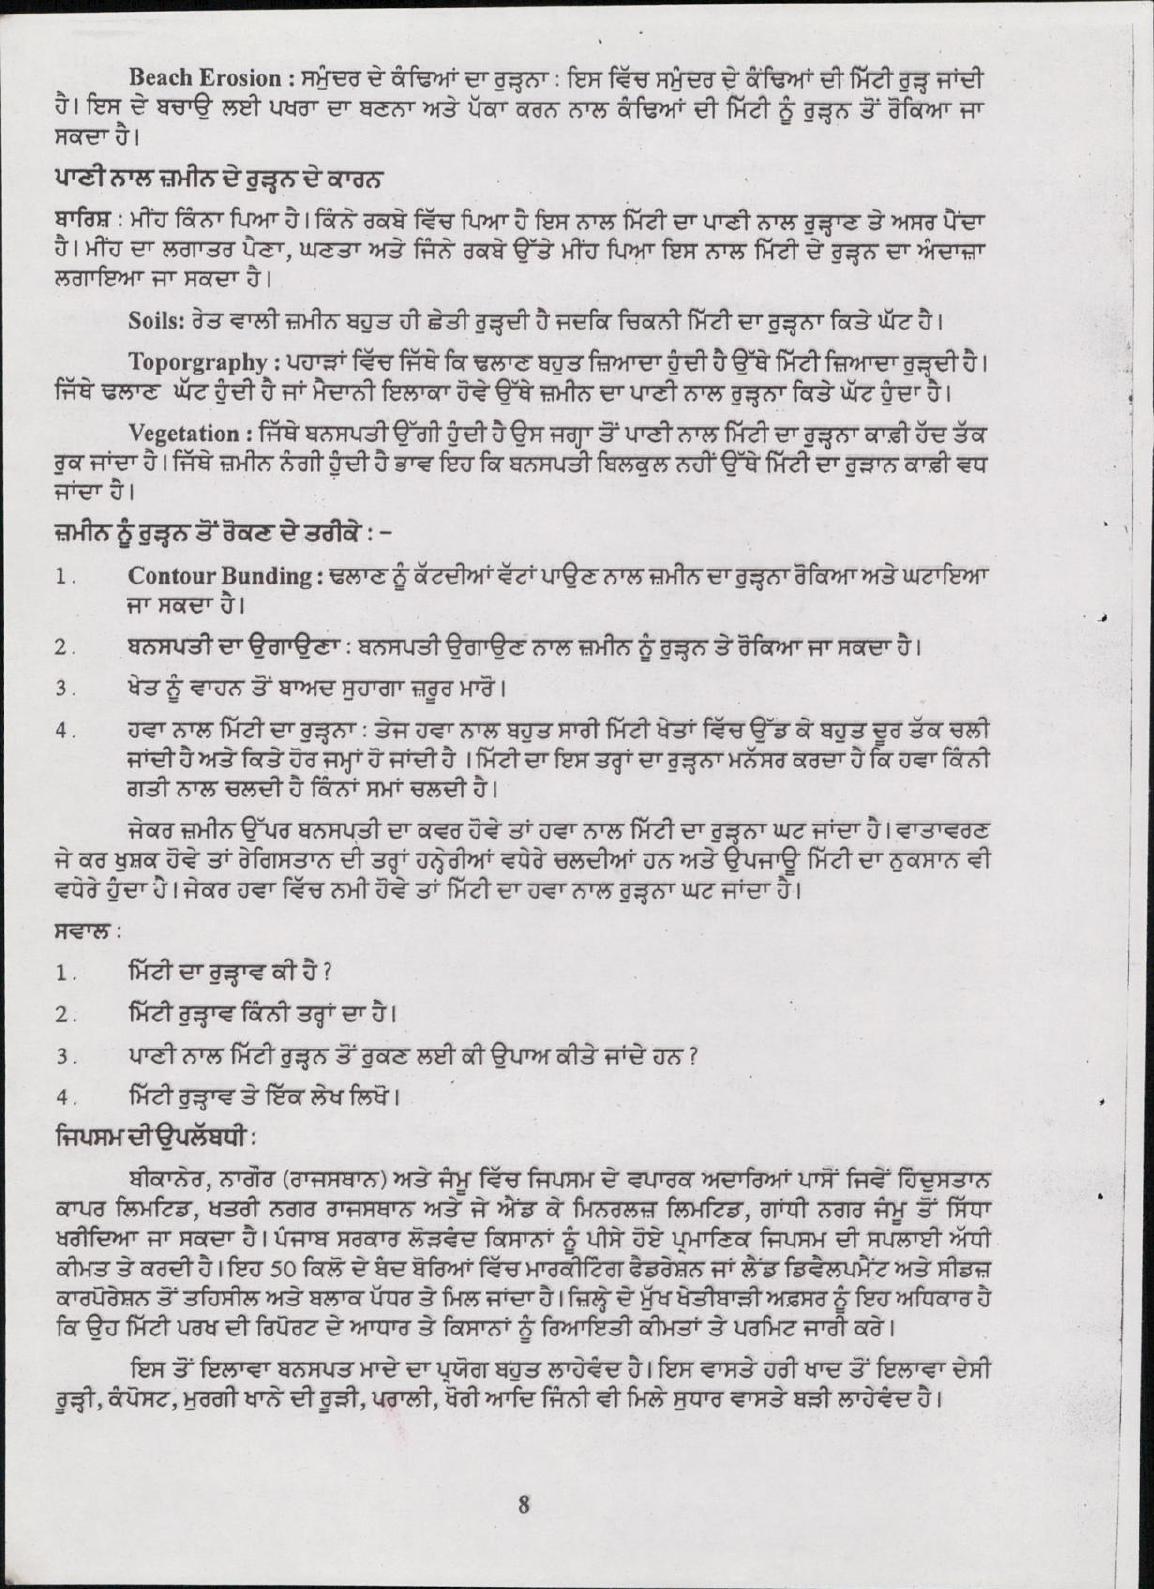 Beach Erosion : ਸਮੁੰਦਰ ਦੇ ਕੰਢਿਆਂ ਦਾ ਰੁੜ੍ਹਨਾ : ਇਸ ਵਿੱਚ ਸਮੁੰਦਰ ਦੇ ਕੰਢਿਆਂ ਦੀ ਮਿੱਟੀ ਰੁੜ੍ਹ ਜਾਂਦੀ
ਹੈ। ਇਸ ਦੇ ਬਚਾਉ ਲਈ ਪਖਰਾ ਦਾ ਬਣਨਾ ਅਤੇ ਪੱਕਾ ਕਰਨ ਨਾਲ ਕੰਢਿਆਂ ਦੀ ਮਿੱਟੀ ਨੂੰ ਰੁੜ੍ਹਨ ਤੋਂ ਰੋਕਿਆ ਜਾ
ਸਕਦਾ ਹੈ।
ਪਾਣੀ ਨਾਲ ਜ਼ਮੀਨ ਦੇ ਰੁੜ੍ਹਨ ਦੇ ਕਾਰਨ
ਬਾਰਿਸ਼ : ਮੀਂਹ ਕਿੰਨਾ ਪਿਆ ਹੈ। ਕਿੰਨੇ ਰਕਬੇ ਵਿੱਚ ਪਿਆ ਹੈ ਇਸ ਨਾਲ ਮਿੱਟੀ ਦਾ ਪਾਣੀ ਨਾਲ ਰੁੜ੍ਹਾਣ ਤੇ ਅਸਰ ਪੈਂਦਾ
ਹੈ। ਮੀਂਹ ਦਾ ਲਗਾਤਰ ਪੈਣਾ, ਘਣਤਾ ਅਤੇ ਜਿੰਨੇ ਰਕਬੇ ਉੱਤੇ ਮੀਂਹ ਪਿਆ ਇਸ ਨਾਲ ਮਿੱਟੀ ਦੇ ਰੁੜ੍ਹਨ ਦਾ ਅੰਦਾਜ਼ਾ
ਲਗਾਇਆ ਜਾ ਸਕਦਾ ਹੈ।
Soils: ਰੇਤ ਵਾਲੀ ਜ਼ਮੀਨ ਬਹੁਤ ਹੀ ਛੇਤੀ ਰੁੜ੍ਹਦੀ ਹੈ ਜਦਕਿ ਚਿਕਨੀ ਮਿੱਟੀ ਦਾ ਰੁੜ੍ਹਨਾ ਕਿਤੇ ਘੱਟ ਹੈ।
Toporgraphy : ਪਹਾੜਾਂ ਵਿੱਚ ਜਿੱਥੇ ਕਿ ਢਲਾਣ ਬਹੁਤ ਜ਼ਿਆਦਾ ਹੁੰਦੀ ਹੈ ਉੱਥੇ ਮਿੱਟੀ ਜ਼ਿਆਦਾ ਰੁੜ੍ਹਦੀ ਹੈ।
ਜਿੱਥੇ ਢਲਾਣ ਘੱਟ ਹੁੰਦੀ ਹੈ ਜਾਂ ਮੈਦਾਨੀ ਇਲਾਕਾ ਹੋਵੇ ਉੱਥੇ ਜ਼ਮੀਨ ਦਾ ਪਾਣੀ ਨਾਲ ਰੁੜ੍ਹਨਾ ਕਿਤੇ ਘੱਟ ਹੁੰਦਾ ਹੈ।
Vegetation : ਜਿੱਥੇ ਬਨਸਪਤੀ ਉੱਗੀ ਹੁੰਦੀ ਹੈ ਉਸ ਜਗ੍ਹਾ ਤੋਂ ਪਾਣੀ ਨਾਲ ਮਿੱਟੀ ਦਾ ਰੁੜ੍ਹਨਾ ਕਾਫ਼ੀ ਹੱਦ ਤੱਕ
ਰੁਕ ਜਾਂਦਾ ਹੈ। ਜਿੱਥੇ ਜ਼ਮੀਨ ਨੰਗੀ ਹੁੰਦੀ ਹੈ ਭਾਵ ਇਹ ਕਿ ਬਨਸਪਤੀ ਬਿਲਕੁਲ ਨਹੀਂ ਉੱਥੇ ਮਿੱਟੀ ਦਾ ਰੁੜਾਨ ਕਾਫ਼ੀ ਵਧ
ਜਾਂਦਾ ਹੈ।
ਜ਼ਮੀਨ ਨੂੰ ਰੁੜ੍ਹਨ ਤੋਂ ਰੋਕਣ ਦੇ ਤਰੀਕੇ : –
1. Contour Bunding : ਢਲਾਣ ਨੂੰ ਕੱਟਦੀਆਂ ਵੱਟਾਂ ਪਾਉਣ ਨਾਲ ਜ਼ਮੀਨ ਦਾ ਰੁੜ੍ਹਨਾ ਰੋਕਿਆ ਅਤੇ ਘਟਾਇਆ
ਜਾ ਸਕਦਾ ਹੈ।
2. ਬਨਸਪਤੀ ਦਾ ਉਗਾਉਣਾ : ਬਨਸਪਤੀ ਉਗਾਉਣ ਨਾਲ ਜ਼ਮੀਨ ਨੂੰ ਰੁੜ੍ਹਨ ਤੇ ਰੋਕਿਆ ਜਾ ਸਕਦਾ ਹੈ।
3. ਖੇਤ ਨੂੰ ਵਾਹਨ ਤੋਂ ਬਾਅਦ ਸੁਹਾਗਾ ਜ਼ਰੂਰ ਮਾਰੋ।
4. ਹਵਾ ਨਾਲ ਮਿੱਟੀ ਦਾ ਰੁੜ੍ਹਨਾ : ਤੇਜ ਹਵਾ ਨਾਲ ਬਹੁਤ ਸਾਰੀ ਮਿੱਟੀ ਖੇਤਾਂ ਵਿੱਚ ਉੱਡ ਕੇ ਬਹੁਤ ਦੂਰ ਤੱਕ ਚਲੀ
ਜਾਂਦੀ ਹੈ ਅਤੇ ਕਿਤੇ ਹੋਰ ਜਮ੍ਹਾਂ ਹੋ ਜਾਂਦੀ ਹੈ । ਮਿੱਟੀ ਦਾ ਇਸ ਤਰ੍ਹਾਂ ਦਾ ਰੁੜ੍ਹਨਾ ਮਨੱਸਰ ਕਰਦਾ ਹੈ ਕਿ ਹਵਾ ਕਿੰਨੀ
ਗਤੀ ਨਾਲ ਚਲਦੀ ਹੈ ਕਿੰਨਾਂ ਸਮਾਂ ਚਲਦੀ ਹੈ।
ਜੇਕਰ ਜ਼ਮੀਨ ਉੱਪਰ ਬਨਸਪਤੀ ਦਾ ਕਵਰ ਹੋਵੇ ਤਾਂ ਹਵਾ ਨਾਲ ਮਿੱਟੀ ਦਾ ਰੁੜ੍ਹਨਾ ਘਟ ਜਾਂਦਾ ਹੈ। ਵਾਤਾਵਰਣ
ਜੇ ਕਰ ਖੁਸ਼ਕ ਹੋਵੇ ਤਾਂ ਰੇਗਿਸਤਾਨ ਦੀ ਤਰ੍ਹਾਂ ਹਨ੍ਹੇਰੀਆਂ ਵਧੇਰੇ ਚਲਦੀਆਂ ਹਨ ਅਤੇ ਉਪਜਾਊ ਮਿੱਟੀ ਦਾ ਨੁਕਸਾਨ ਵੀ
ਵਧੇਰੇ ਹੁੰਦਾ ਹੈ। ਜੇਕਰ ਹਵਾ ਵਿੱਚ ਨਮੀ ਹੋਵੇ ਤਾਂ ਮਿੱਟੀ ਦਾ ਹਵਾ ਨਾਲ ਰੁੜ੍ਹਨਾ ਘਟ ਜਾਂਦਾ ਹੈ।
ਸਵਾਲ :
1. ਮਿੱਟੀ ਦਾ ਰੁੜ੍ਹਾਵ ਕੀ ਹੈ ?
2. ਮਿੱਟੀ ਰੁੜ੍ਹਾਵ ਕਿੰਨੀ ਤਰ੍ਹਾਂ ਦਾ ਹੈ।
3. ਪਾਣੀ ਨਾਲ ਮਿੱਟੀ ਰੁੜ੍ਹਨ ਤੋਂ ਰੁਕਣ ਲਈ ਕੀ ਉਪਾਅ ਕੀਤੇ ਜਾਂਦੇ ਹਨ ?
4. ਮਿੱਟੀ ਰੁੜ੍ਹਾਵ ਤੇ ਇੱਕ ਲੇਖ ਲਿਖੋ।
ਜਿਪਸਮ ਦੀ ਉਪਲੱਬਧੀ :
ਬੀਕਾਨੇਰ, ਨਾਗੌਰ (ਰਾਜਸਥਾਨ) ਅਤੇ ਜੰਮੂ ਵਿੱਚ ਜਿਪਸਮ ਦੇ ਵਪਾਰਕ ਅਦਾਰਿਆਂ ਪਾਸੋਂ ਜਿਵੇਂ ਹਿੰਦੁਸਤਾਨ
ਕਾਪਰ ਲਿਮਟਿਡ, ਖਤਰੀ ਨਗਰ ਰਾਜਸਥਾਨ ਅਤੇ ਜੇ ਐਂਡ ਕੇ ਮਿਨਰਲਜ਼ ਲਿਮਟਿਡ, ਗਾਂਧੀ ਨਗਰ ਜੰਮੂ ਤੋਂ ਸਿੱਧਾ
ਖਰੀਦਿਆ ਜਾ ਸਕਦਾ ਹੈ। ਪੰਜਾਬ ਸਰਕਾਰ ਲੋੜਵੰਦ ਕਿਸਾਨਾਂ ਨੂੰ ਪੀਸੇ ਹੋਏ ਪ੍ਰਮਾਣਿਕ ਜਿਪਸਮ ਦੀ ਸਪਲਾਈ ਅੱਧੀ
ਕੀਮਤ ਤੇ ਕਰਦੀ ਹੈ। ਇਹ 50 ਕਿਲੋ ਦੇ ਬੰਦ ਬੋਰਿਆਂ ਵਿੱਚ ਮਾਰਕੀਟਿੰਗ ਫੈਡਰੇਸ਼ਨ ਜਾਂ ਲੈਂਡ ਡਿਵੈਲਪਮੈਂਟ ਅਤੇ ਸੀਡਜ਼
ਕਾਰਪੋਰੇਸ਼ਨ ਤੋਂ ਤਹਿਸੀਲ ਅਤੇ ਬਲਾਕ ਪੱਧਰ ਤੇ ਮਿਲ ਜਾਂਦਾ ਹੈ। ਜ਼ਿਲ੍ਹੇ ਦੇ ਮੁੱਖ ਖੇਤੀਬਾੜੀ ਅਫ਼ਸਰ ਨੂੰ ਇਹ ਅਧਿਕਾਰ ਹੈ
ਕਿ ਉਹ ਮਿੱਟੀ ਪਰਖ ਦੀ ਰਿਪੋਰਟ ਦੇ ਆਧਾਰ ਤੇ ਕਿਸਾਨਾਂ ਨੂੰ ਰਿਆਇਤੀ ਕੀਮਤਾਂ ਤੇ ਪਰਮਿਟ ਜਾਰੀ ਕਰੇ।
ਇਸ ਤੋਂ ਇਲਾਵਾ ਬਨਸਪਤ ਮਾਦੇ ਦਾ ਪ੍ਰਯੋਗ ਬਹੁਤ ਲਾਹੇਵੰਦ ਹੈ। ਇਸ ਵਾਸਤੇ ਹਰੀ ਖਾਦ ਤੋਂ ਇਲਾਵਾ ਦੇਸੀ
ਰੂੜ੍ਹੀ, ਕੰਪੋਸਟ, ਮੁਰਗੀ ਖਾਨੇ ਦੀ ਰੂੜੀ, ਪਰਾਲੀ, ਖੋਰੀ ਆਦਿ ਜਿੰਨੀ ਵੀ ਮਿਲੇ ਸੁਧਾਰ ਵਾਸਤੇ ਬੜੀ ਲਾਹੇਵੰਦ ਹੈ।
8